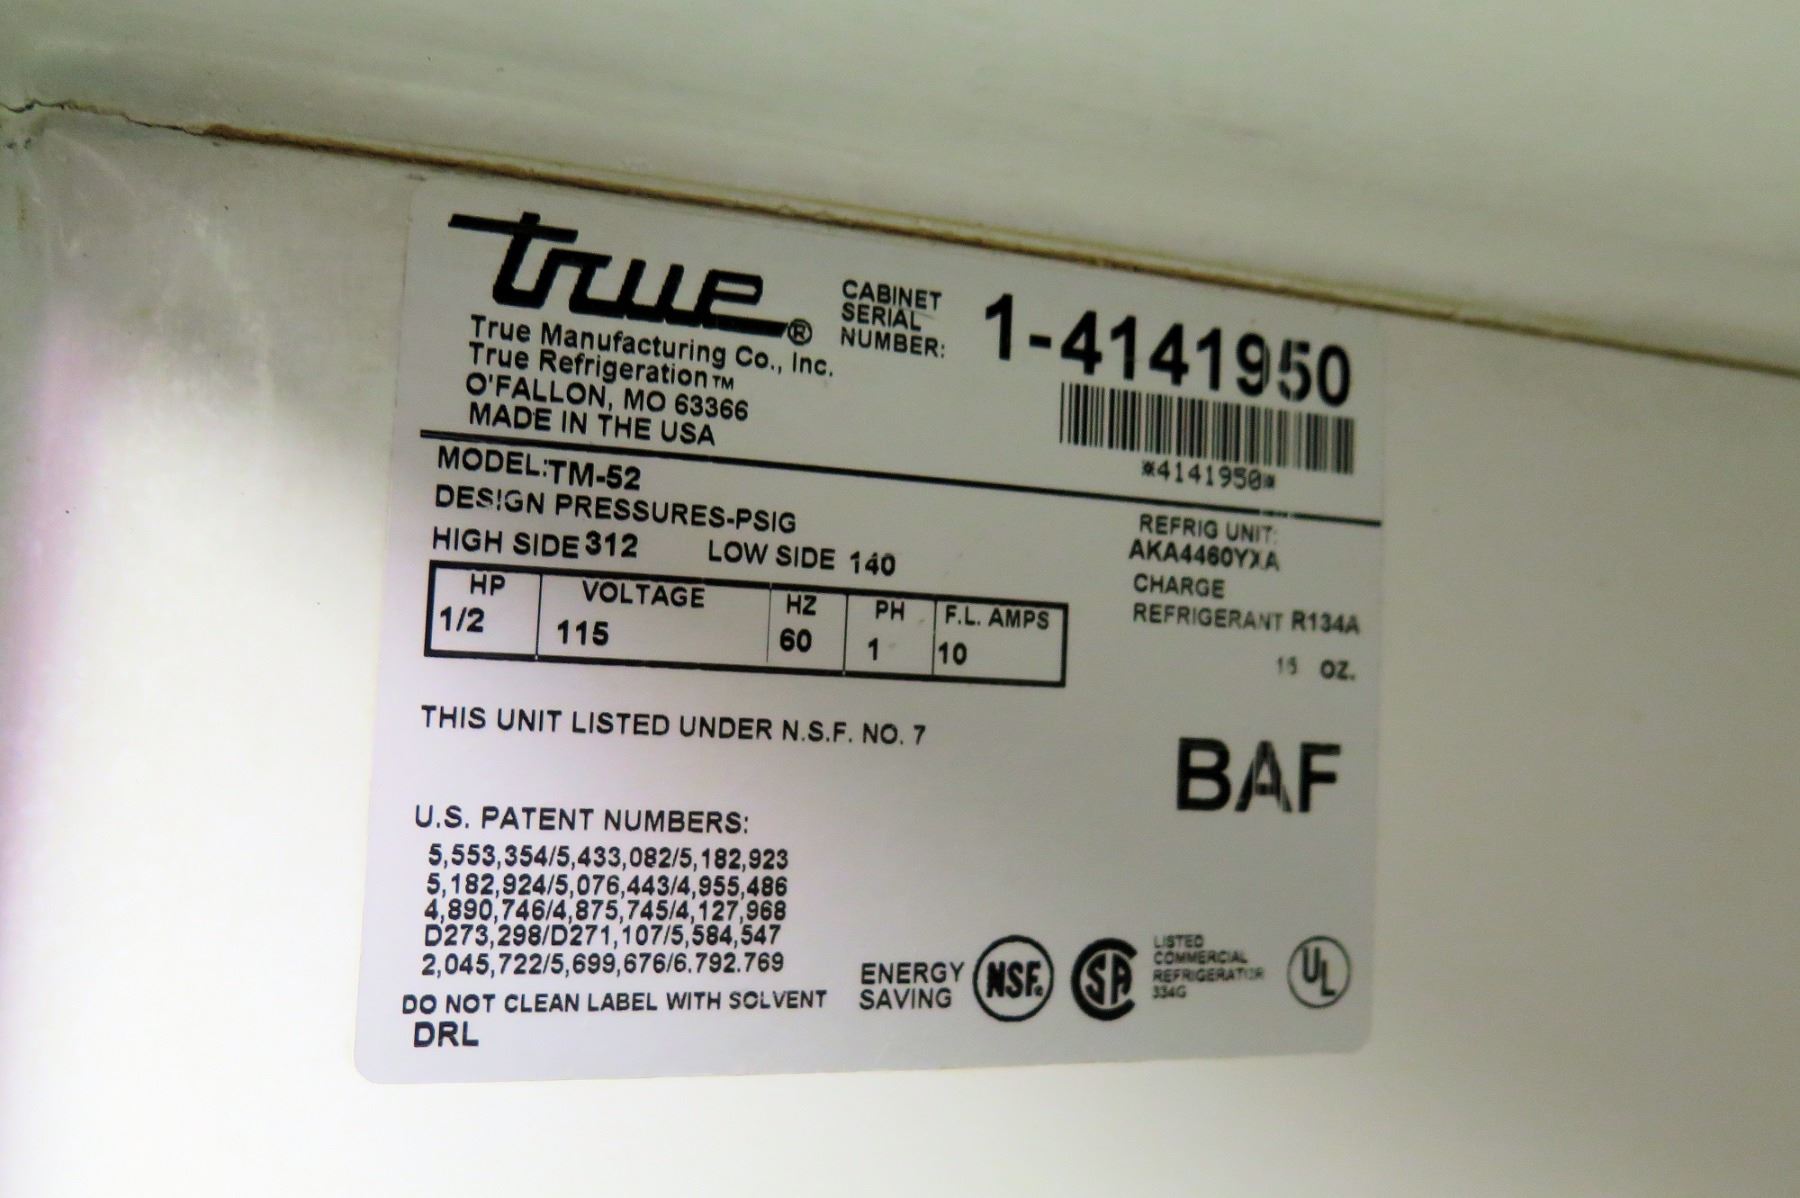 true®
True Manufacturing Co., Inc.
True Refrigeration™
O'FALLON, MO 63366
MADE IN THE USA
CABINET
SERIAL
NUMBER:
1-4141950
*4141950*
MODEL:TM-52
DESIGN PRESSURES-PSIG
HIGH SIDE 312 LOW SIDE 140
HP VOLTAGE HZ PH F.L. AMPS
1/2 115 60 1 10
REFRIG UNIT:
AKA4460YXA
CHARGE
REFRIGERANT R134A
OZ.
THIS UNIT LISTED UNDER N.S.F. NO. 7
BAF
U.S. PATENT NUMBERS:
5,553,354/5,433,082/5,182,923
5,182,924/5,076,443/4,955,486
4,890,746/4,875,745/4,127,968
D273,298/D271,107/5,584,547
2,045,722/5,699,676/6.792.769
DO NOT CLEAN LABEL WITH SOLVENT
DRL
ENERGY
SAVING
NSF®
SA
LISTED
COMMERCIAL
REFRIGERATOR
334G
UL